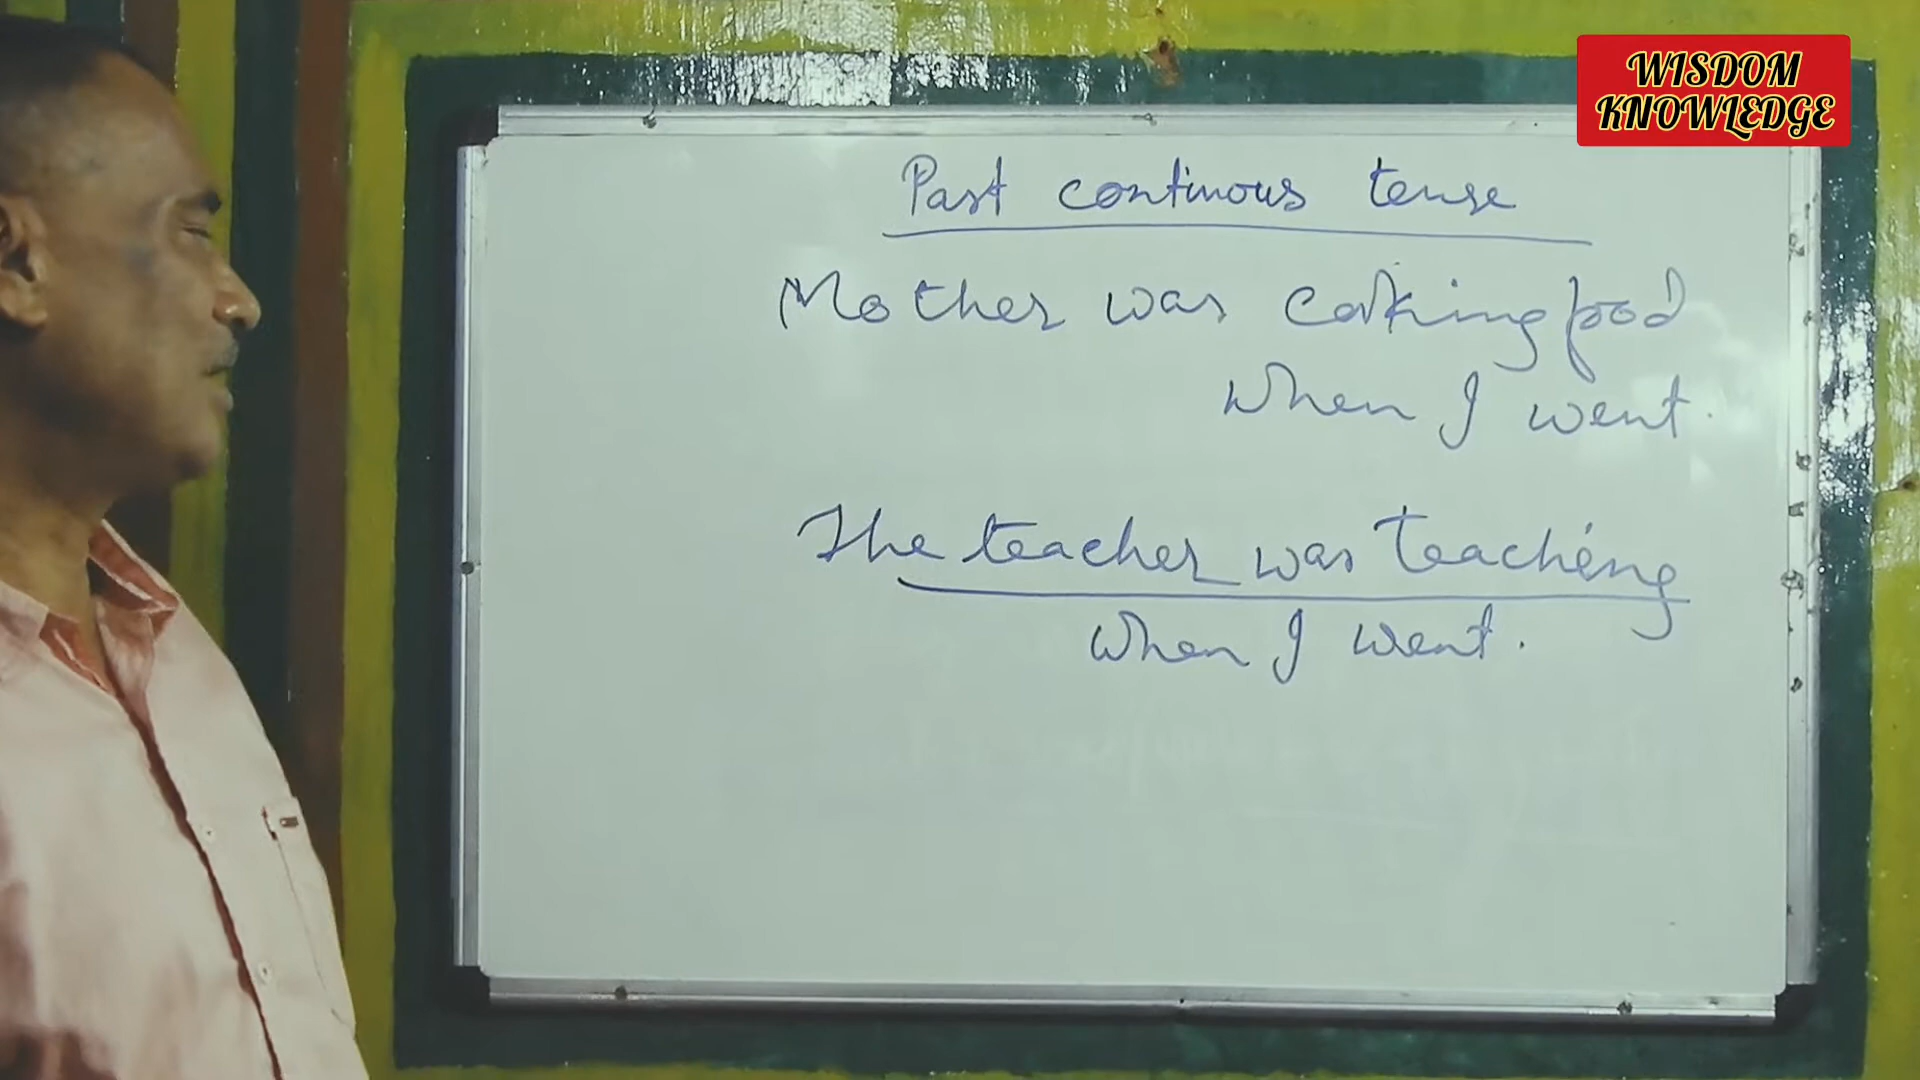 WISDOM
KNOWLEDGE
Past continous tense
Mother was cooking food
when I went.
The teacher was teaching
when I went.